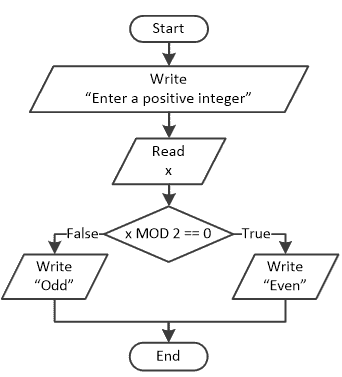 Start
Write
“Enter a positive integer”
Read
x
x MOD 2 == 0
False
True
Write
“Odd”
Write
“Even”
End